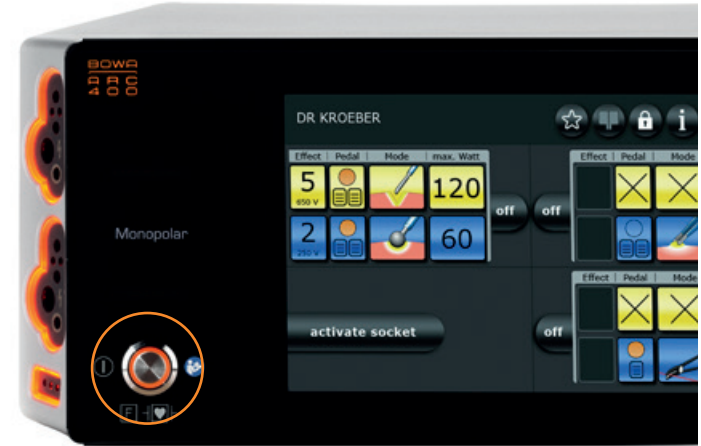 BOWA
ARC
400
DR KROEBER
i
Effect Pedal Mode max. Watt
5
650 V
120
off
2
250 V
60
Monopolar
activate socket
off
Effect Pedal Mode
off
Effect Pedal Mode
F